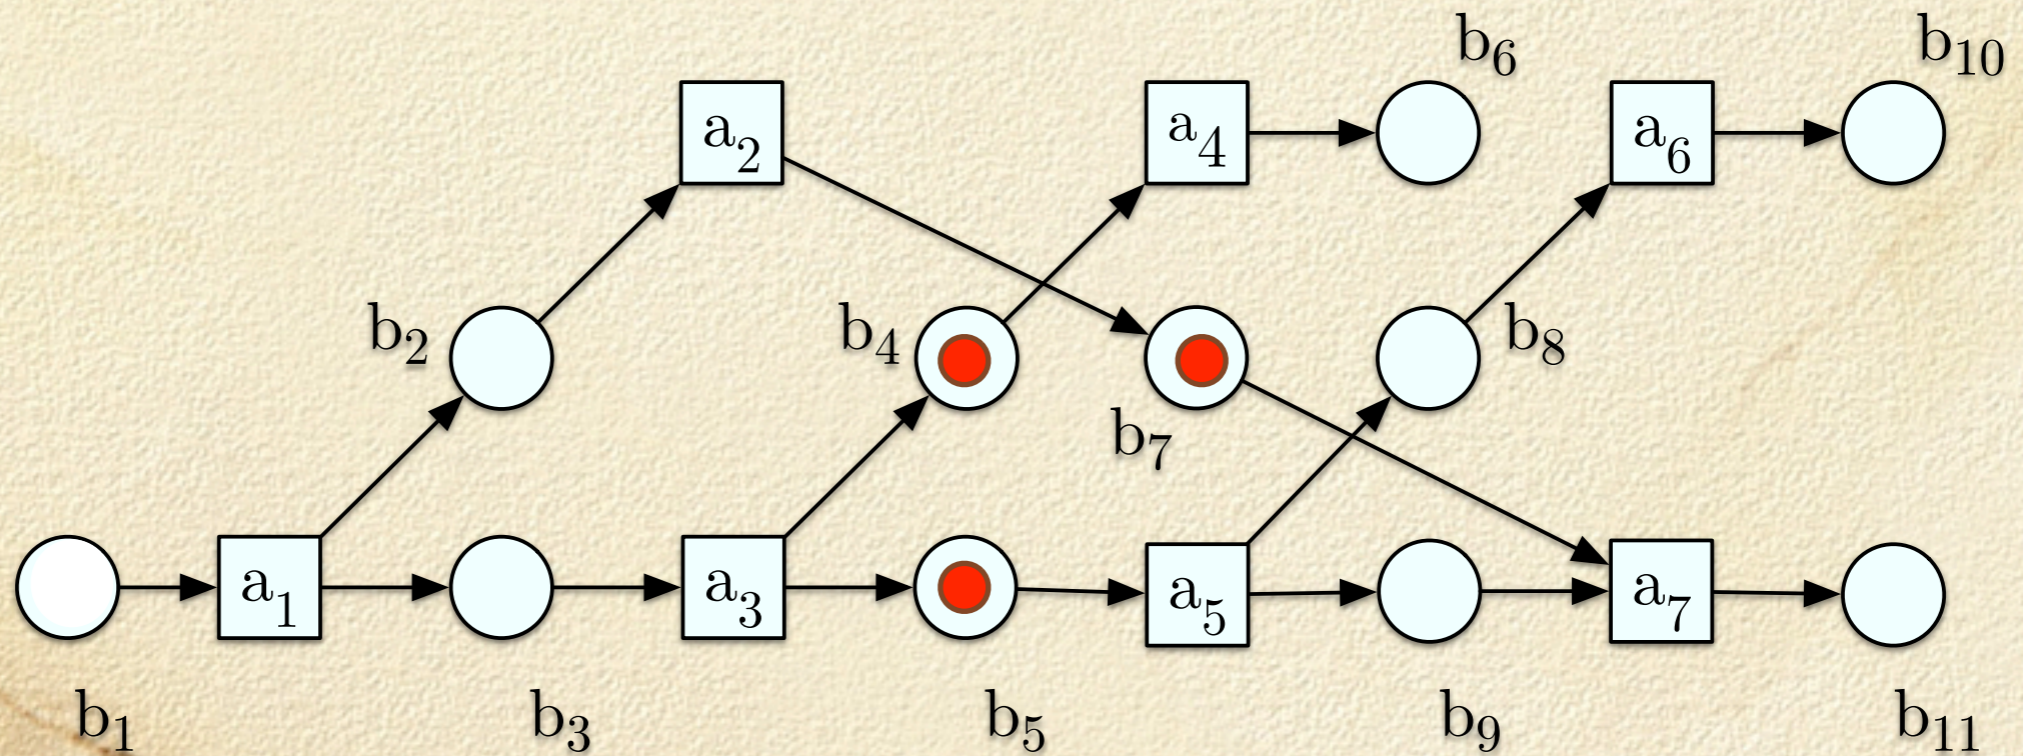 b₆
b₁₀
a₂
a₄
a₆
b₂
b₄
b₈
b₇
a₁
a₃
a₅
a₇
b₁
b₃
b₅
b₉
b₁₁